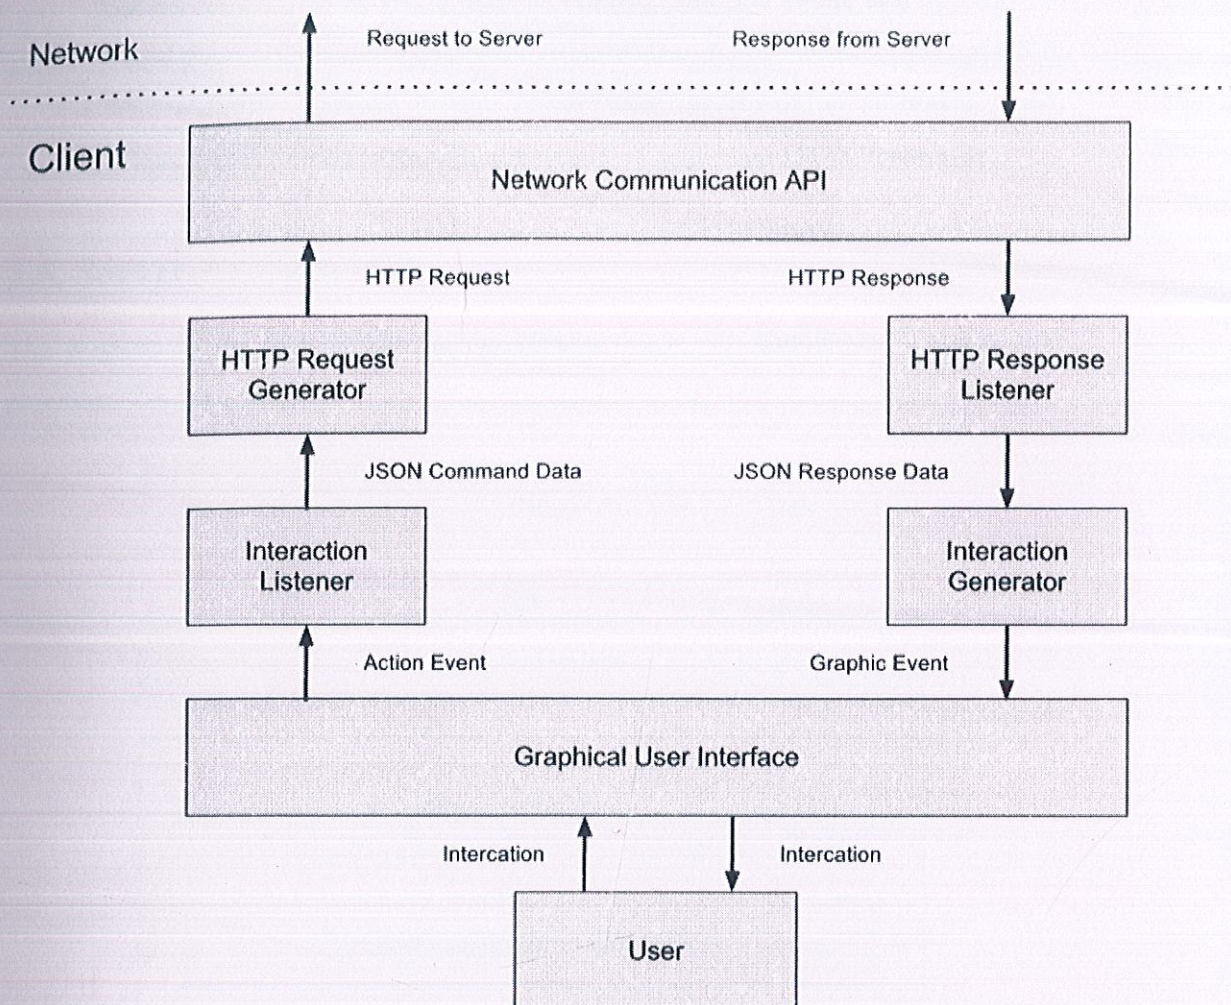 Network
Request to Server
Response from Server
Client
Network Communication API
HTTP Request
HTTP Response
HTTP Request
Generator
HTTP Response
Listener
JSON Command Data
JSON Response Data
Interaction
Listener
Interaction
Generator
Action Event
Graphic Event
Graphical User Interface
Intercation
Intercation
User